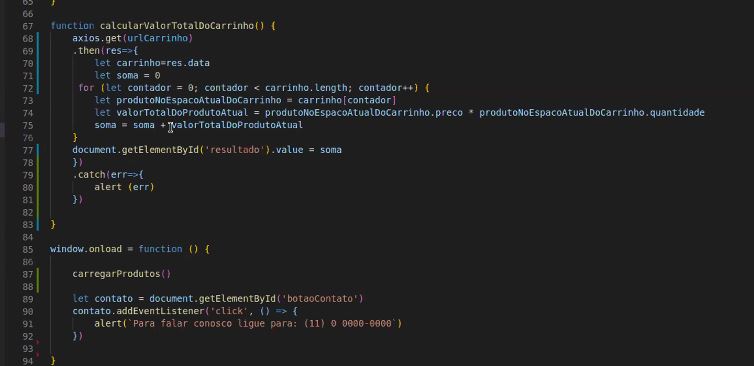 65 }
66
67 function calcularValorTotalDoCarrinho() {
68 axios.get(urlCarrinho)
69 .then(res=>{
70 let carrinho=res.data
71 let soma = 0
72 for (let contador = 0; contador < carrinho.length; contador++) {
73 let produtoNoEspacoAtualDoCarrinho = carrinho[contador]
74 let valorTotalDoProdutoAtual = produtoNoEspacoAtualDoCarrinho.preco * produtoNoEspacoAtualDoCarrinho.quantidade
75 soma = soma + valorTotalDoProdutoAtual
76 }
77 document.getElementById('resultado').value = soma
78 })
79 .catch(err=>{
80 alert (err)
81 })
82
83 }
84
85 window.onload = function () {
86
87 carregarProdutos()
88
89 let contato = document.getElementById('botaoContato')
90 contato.addEventListener('click', () => {
91 alert(`Para falar conosco ligue para: (11) 0 0000-0000`)
92 })
93
94 }